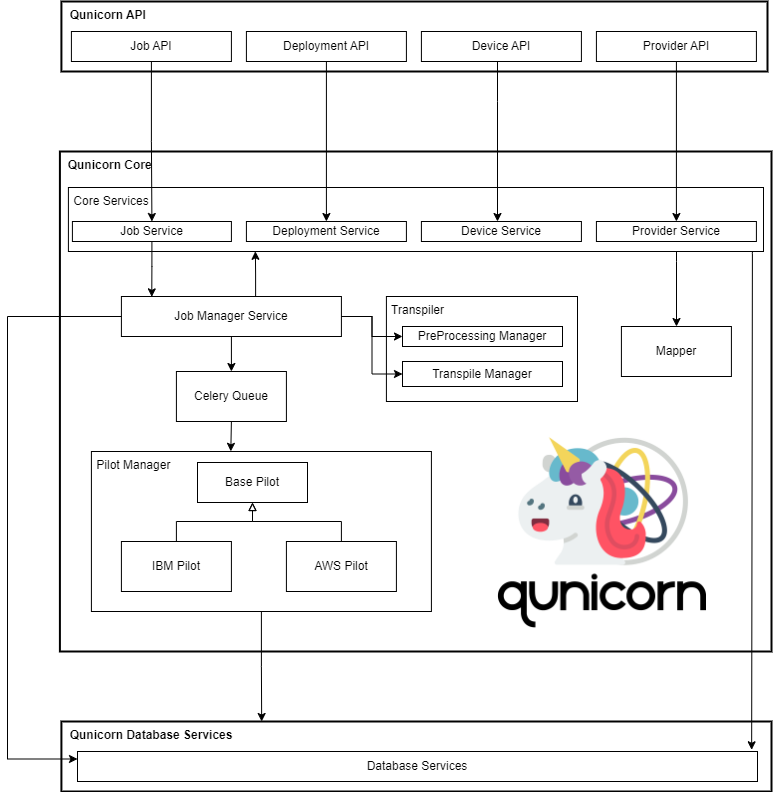 Qunicorn API
Job API
Deployment API
Device API
Provider API
Qunicorn Core
Core Services
Job Service
Deployment Service
Device Service
Provider Service
Job Manager Service
Transpiler
PreProcessing Manager
Transpile Manager
Mapper
Celery Queue
Pilot Manager
Base Pilot
IBM Pilot
AWS Pilot
qunicorn
Qunicorn Database Services
Database Services